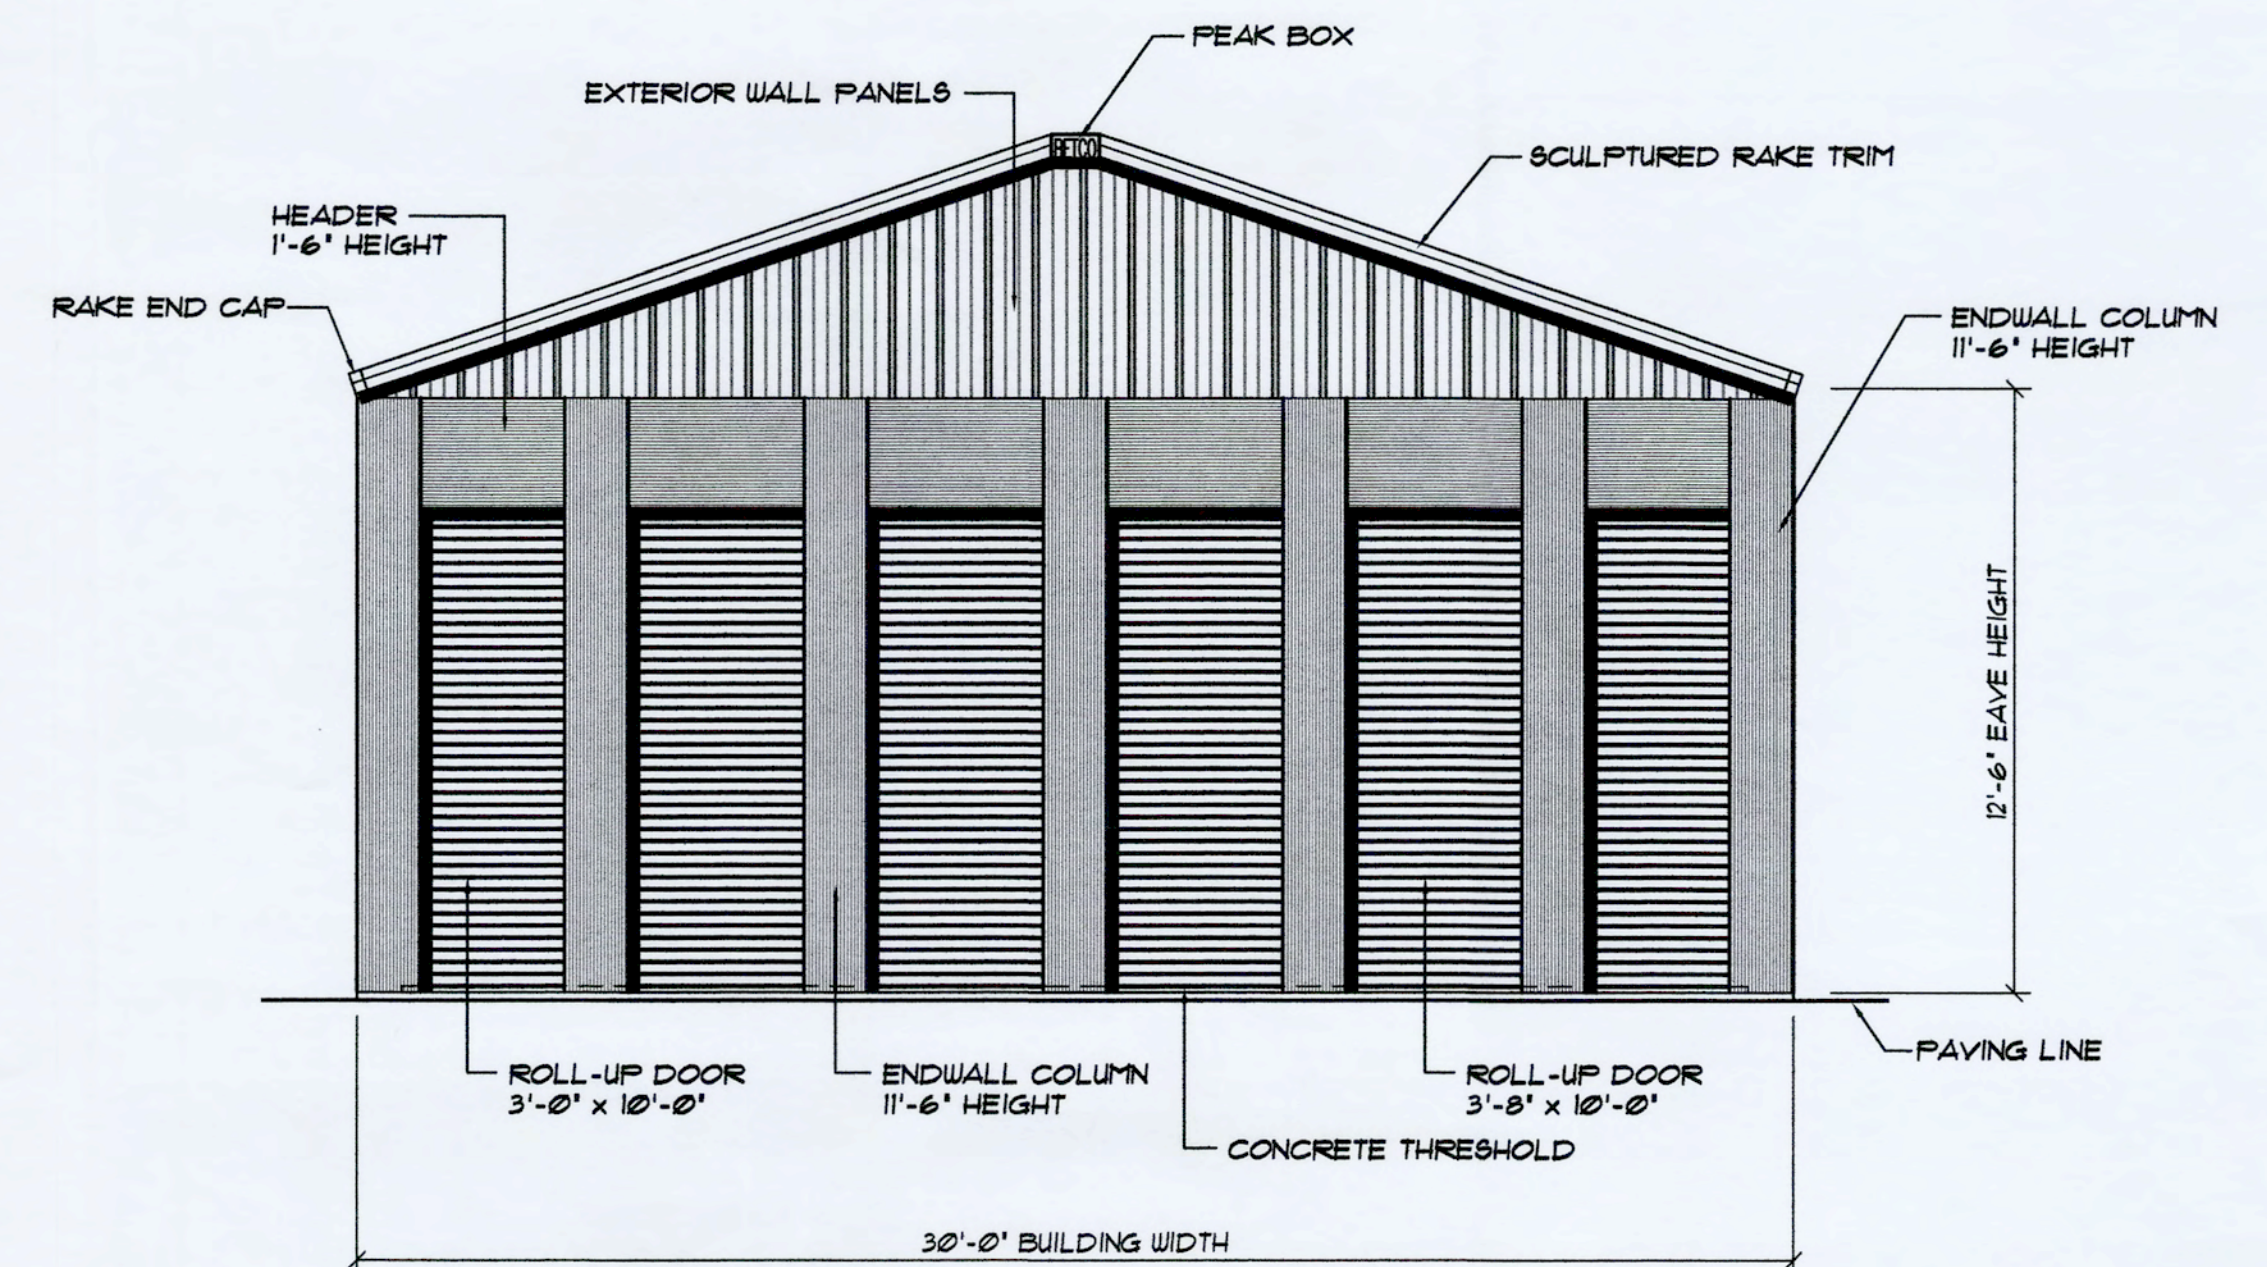 PEAK BOX
EXTERIOR WALL PANELS
BETCO
SCULPTURED RAKE TRIM
HEADER
1'-6" HEIGHT
RAKE END CAP
ENDWALL COLUMN
11'-6" HEIGHT
12'-6" EAVE HEIGHT
ROLL-UP DOOR
3'-0" x 10'-0"
ENDWALL COLUMN
11'-6" HEIGHT
ROLL-UP DOOR
3'-8" x 10'-0"
PAVING LINE
CONCRETE THRESHOLD
30'-0" BUILDING WIDTH